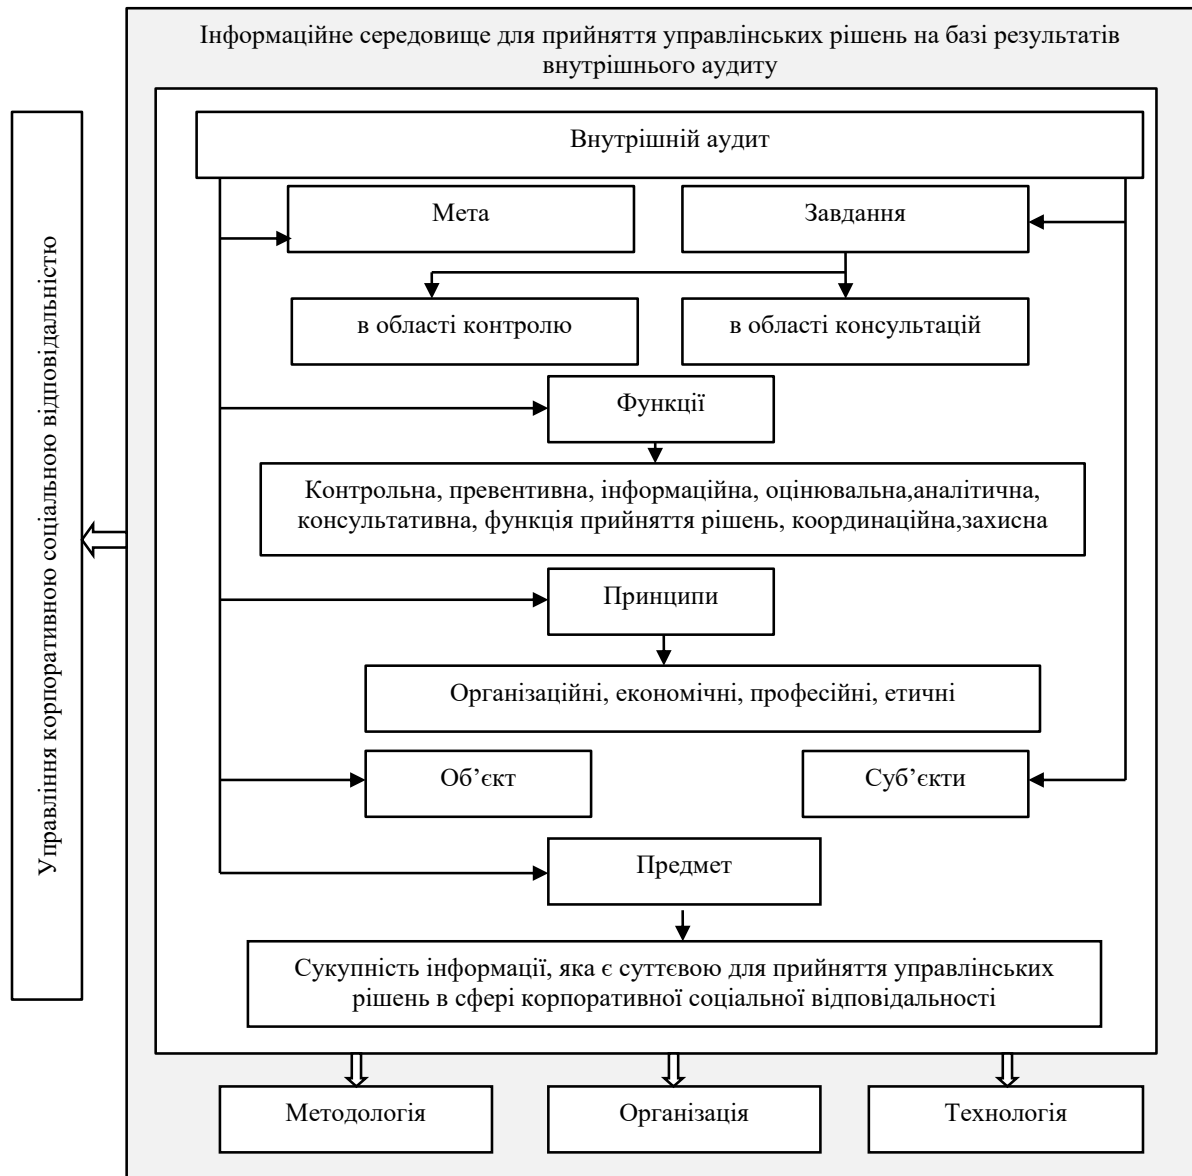 Інформаційне середовище для прийняття управлінських рішень на базі результатів
внутрішнього аудиту
Управління корпоративною соціальною відповідальністю
Внутрішній аудит
Мета
Завдання
в області контролю
в області консультацій
Функції
Контрольна, превентивна, інформаційна, оцінювальна,аналітична,
консультативна, функція прийняття рішень, координаційна,захисна
Принципи
Організаційні, економічні, професійні, етичні
Об’єкт
Суб’єкти
Предмет
Сукупність інформації, яка є суттєвою для прийняття управлінських
рішень в сфері корпоративної соціальної відповідальності
Методологія
Організація
Технологія